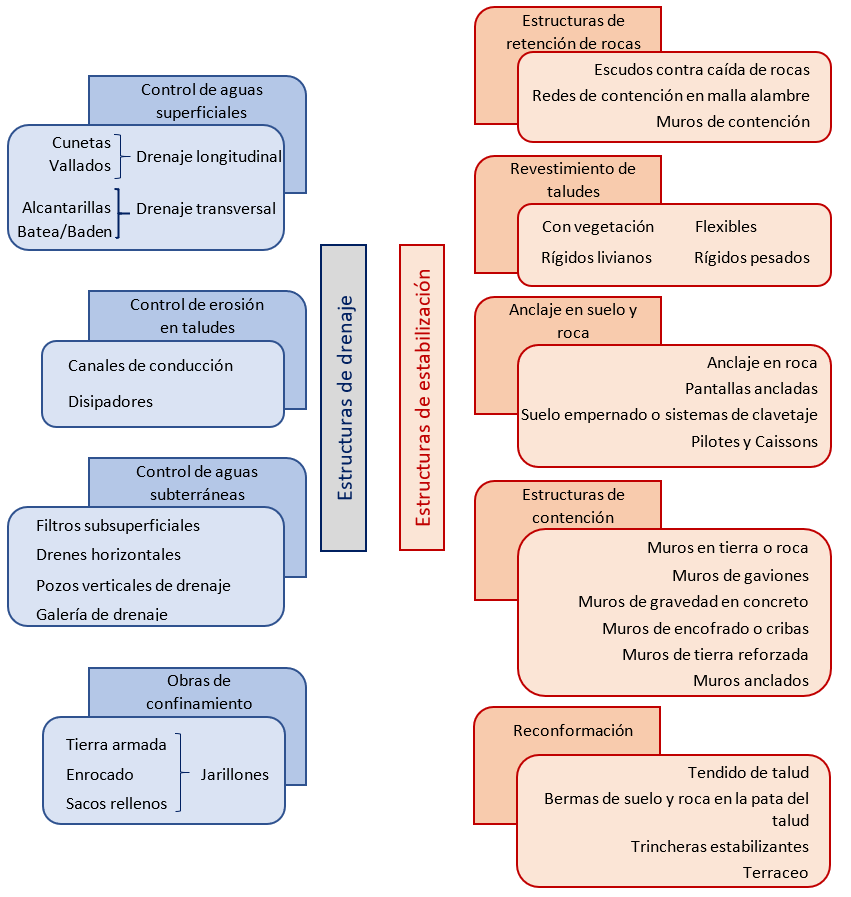 Control de aguas
superficiales
Cunetas
Vallados
Drenaje longitudinal
Alcantarillas
Batea/Baden
Drenaje transversal
Control de erosión
en taludes
Canales de conducción
Disipadores
Control de aguas
subterráneas
Filtros subsuperficiales
Drenes horizontales
Pozos verticales de drenaje
Galería de drenaje
Obras de
confinamiento
Tierra armada
Enrocado
Sacos rellenos
Jarillones
Estructuras de drenaje
Estructuras de estabilización
Estructuras de
retención de rocas
Escudos contra caída de rocas
Redes de contención en malla alambre
Muros de contención
Revestimiento de
taludes
Con vegetación Flexibles
Rígidos livianos Rígidos pesados
Anclaje en suelo y
roca
Anclaje en roca
Pantallas ancladas
Suelo empernado o sistemas de clavetaje
Pilotes y Caissons
Estructuras de
contención
Muros en tierra o roca
Muros de gaviones
Muros de gravedad en concreto
Muros de encofrado o cribas
Muros de tierra reforzada
Muros anclados
Reconformación
Tendido de talud
Bermas de suelo y roca en la pata del
talud
Trincheras estabilizantes
Terraceo